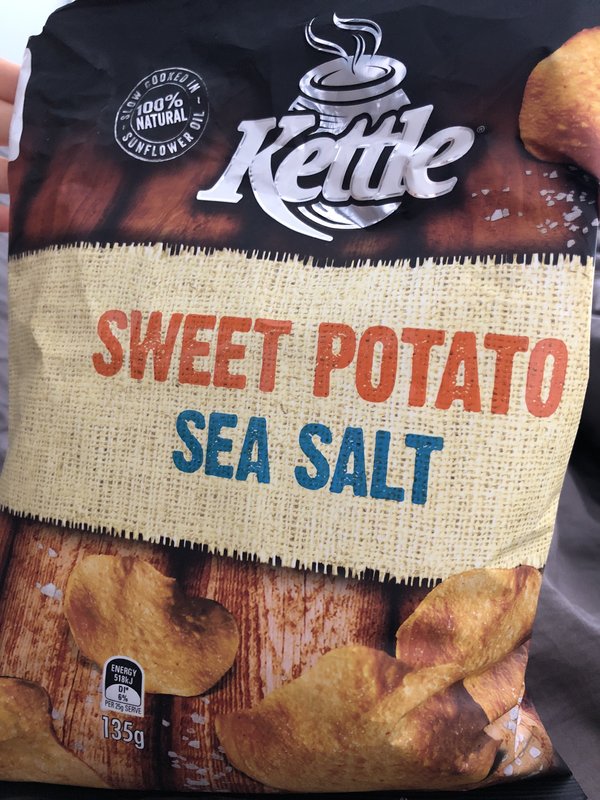 SLOW COOKED IN
100%
NATURAL
SUNFLOWER OIL
Kettle
®
SWEET POTATO
SEA SALT
ENERGY
518kJ
DI*
6%
PER 25g SERVE
135g